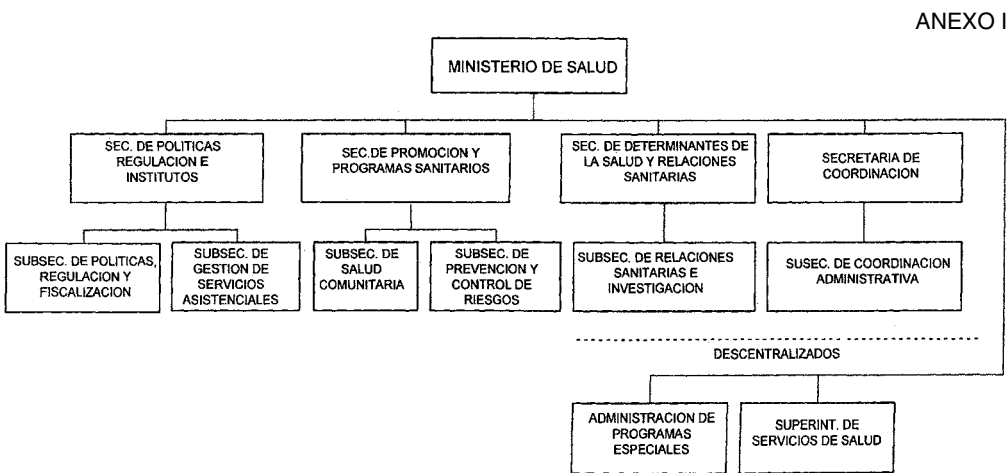 ANEXO I
MINISTERIO DE SALUD
SEC. DE POLITICAS
REGULACION E
INSTITUTOS
SEC.DE PROMOCION Y
PROGRAMAS SANITARIOS
SEC. DE DETERMINANTES DE
LA SALUD Y RELACIONES
SANITARIAS
SECRETARIA DE
COORDINACION
SUBSEC. DE POLITICAS,
REGULACION Y
FISCALIZACION
SUBSEC. DE
GESTION DE
SERVICIOS
ASISTENCIALES
SUBSEC. DE
SALUD
COMUNITARIA
SUBSEC. DE
PREVENCION Y
CONTROL DE
RIESGOS
SUBSEC. DE RELACIONES
SANITARIAS E
INVESTIGACION
SUSEC. DE COORDINACION
ADMINISTRATIVA
DESCENTRALIZADOS
ADMINISTRACION DE
PROGRAMAS
ESPECIALES
SUPERINT. DE
SERVICIOS DE SALUD